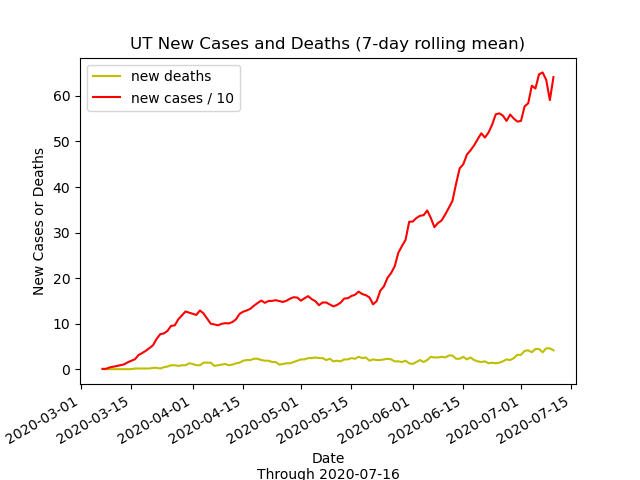 UT New Cases and Deaths (7-day rolling mean)
new deaths
new cases / 10
60
50
40
30
20
10
0
New Cases or Deaths
2020-03-01
2020-03-15
2020-04-01
2020-04-15
2020-05-01
2020-05-15
2020-06-01
2020-06-15
2020-07-01
2020-07-15
Date
Through 2020-07-16